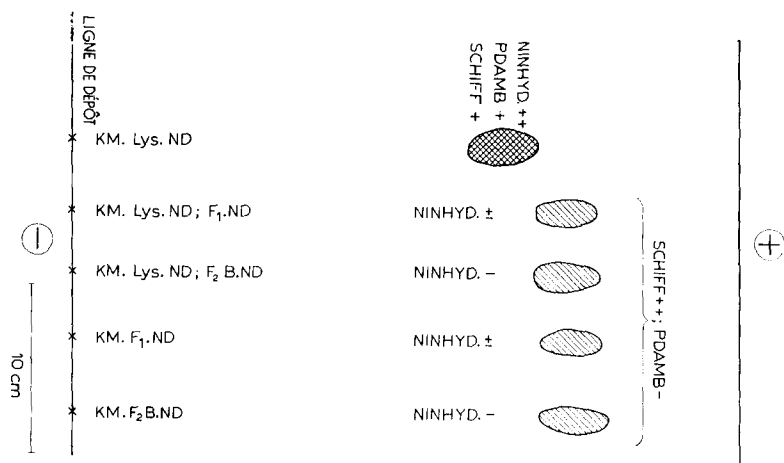 LIGNE DE DÉPÔT
NINHYD. ++
PDAMB +
SCHIFF +
KM. Lys. ND
KM. Lys. ND; F₁.ND
NINHYD. ±
KM. Lys. ND; F₂ B.ND
NINHYD. –
KM. F₁.ND
NINHYD. ±
KM. F₂B.ND
NINHYD. –
SCHIFF++; PDAMB–
–
+
10 cm